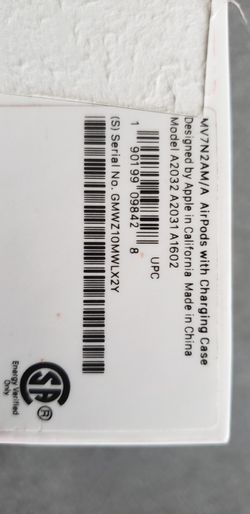 MV7N2AM/A AirPods with Charging Case
Designed by Apple in California Made in China
Model A2032 A2031 A1602
UPC
1 90199 09842 8
(S) Serial No. GMWZ10MWLX2Y
SA
®
Energy Verified
Only